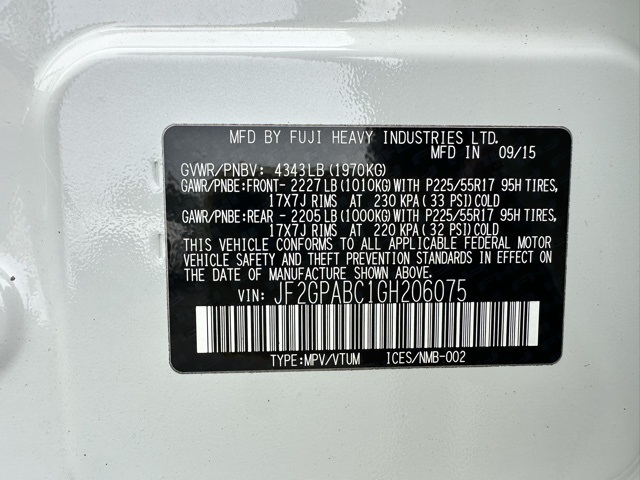 MFD BY FUJI HEAVY INDUSTRIES LTD.
MFD IN 09/15
GVWR/PNBV: 4343LB(1970KG)
GAWR/PNBE:FRONT- 2227LB(1010KG)WITH P225/55R17 95H TIRES,
17X7J RIMS AT 230 KPA( 33 PSI)COLD
GAWR/PNBE:REAR - 2205LB(1000KG)WITH P225/55R17 95H TIRES,
17X7J RIMS AT 220 KPA( 32 PSI)COLD
THIS VEHICLE CONFORMS TO ALL APPLICABLE FEDERAL MOTOR
VEHICLE SAFETY AND THEFT PREVENTION STANDARDS IN EFFECT
ON THE DATE OF MANUFACTURE SHOWN ABOVE.
VIN: JF2GPABC1GH206075
TYPE:MPV/VTUM ICES/NMB-002